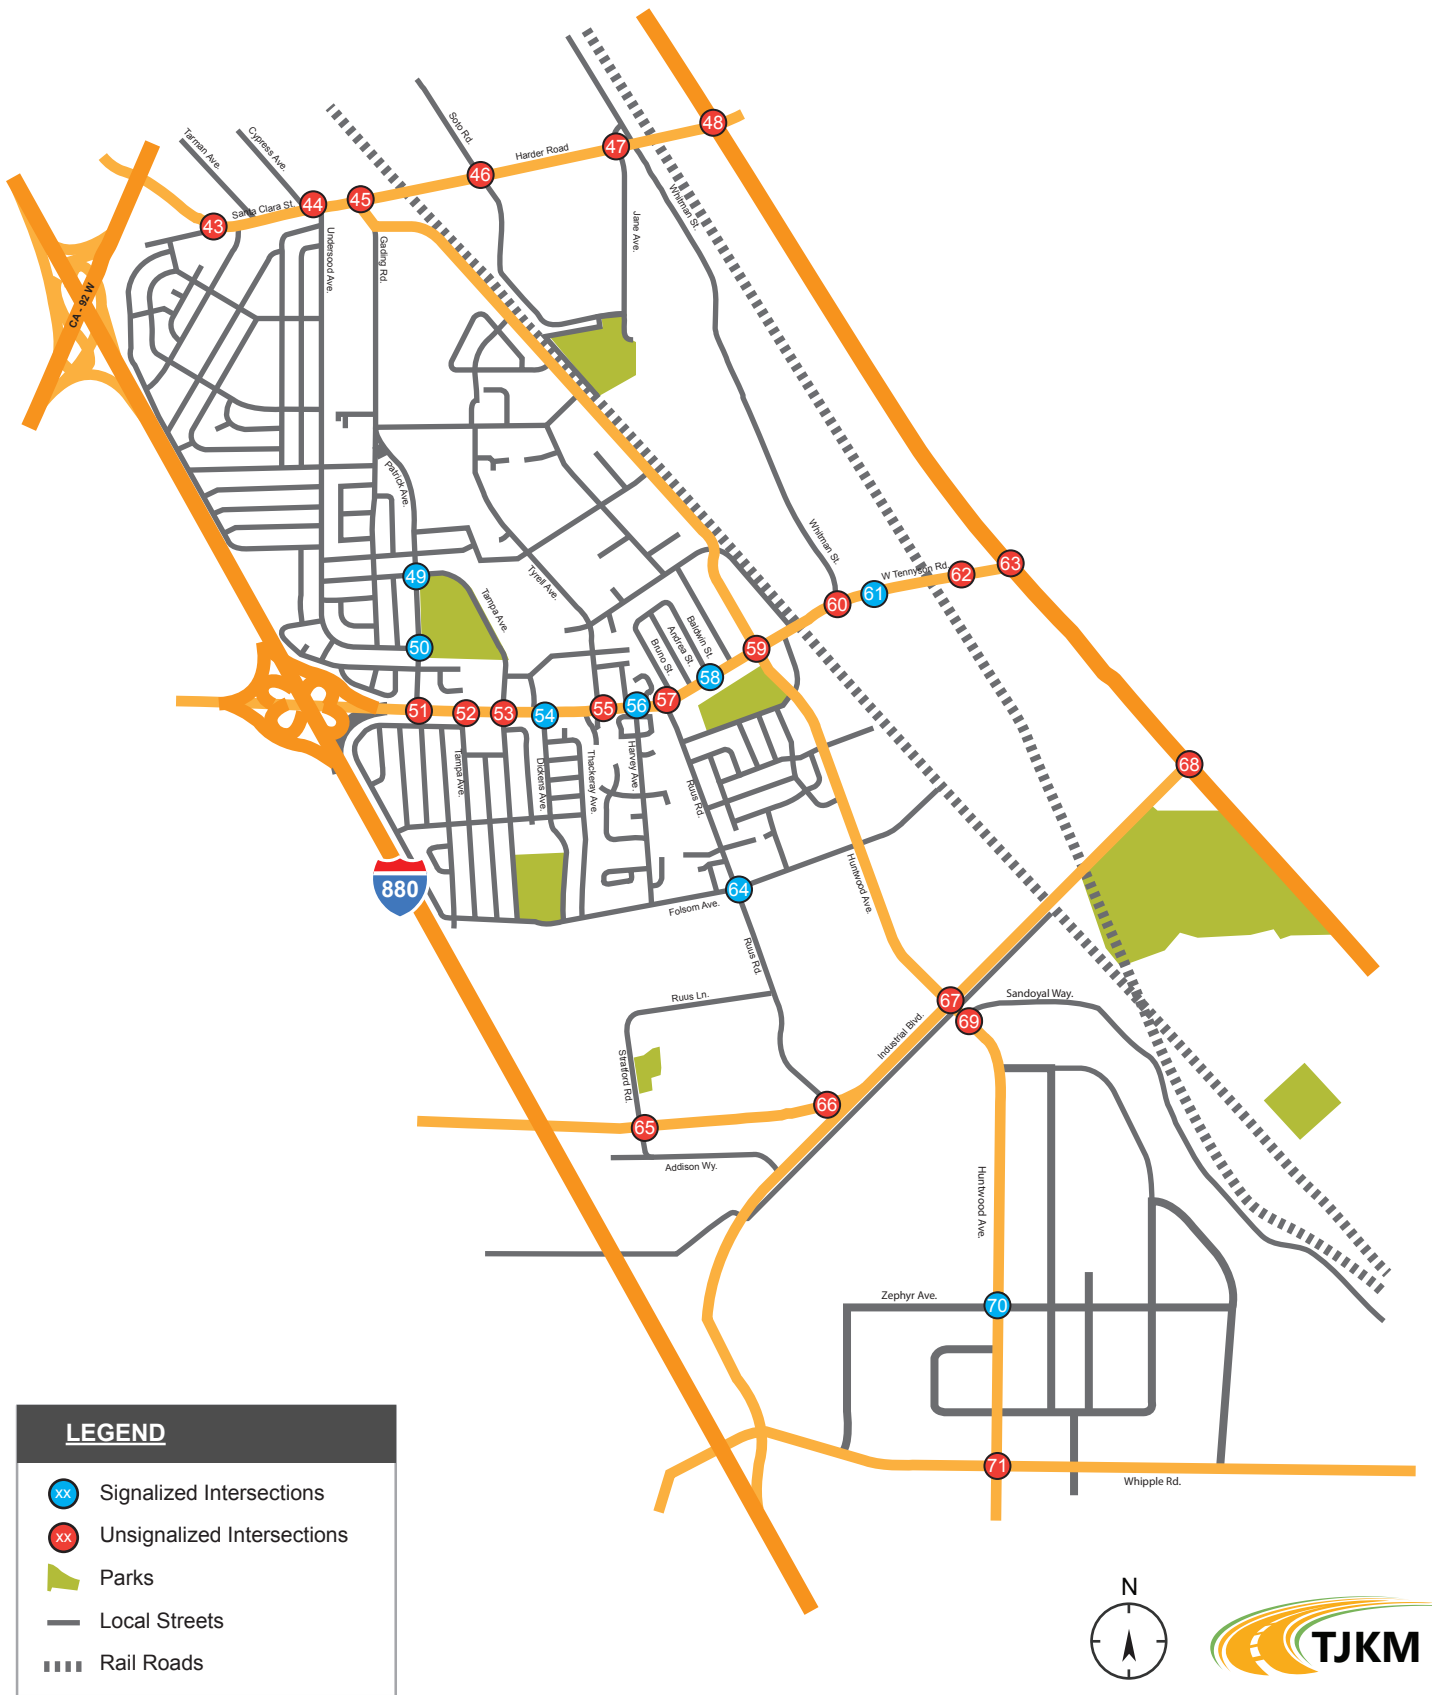 48
47
Soto Rd.
Harder Road
46
Tarman Ave.
Cypress Ave.
45
44
Santa Clara St.
43
Whitman St.
Jane Ave.
Undersood Ave.
Gading Rd.
CA - 92 W
Patrick Ave.
Whitman St.
63
W Tennyson Rd.
62
61
60
49
Tyrell Ave.
Tampa Ave.
50
Baldwin St.
Andrea St.
Bruno St.
59
58
57
56
55
54
53
52
51
68
Tampa Ave.
Dickens Ave.
Thackeray Ave.
Harvey Ave.
Ruus Rd.
Huntwood Ave.
880
64
Folsom Ave.
Ruus Rd.
Ruus Ln.
67
Sandoyal Way.
69
Industrial Blvd.
Stratford Rd.
66
65
Addison Wy.
Huntwood Ave.
Zephyr Ave.
70
71
Whipple Rd.
LEGEND
xx Signalized Intersections
xx Unsignalized Intersections
Parks
Local Streets
Rail Roads
N
TJKM